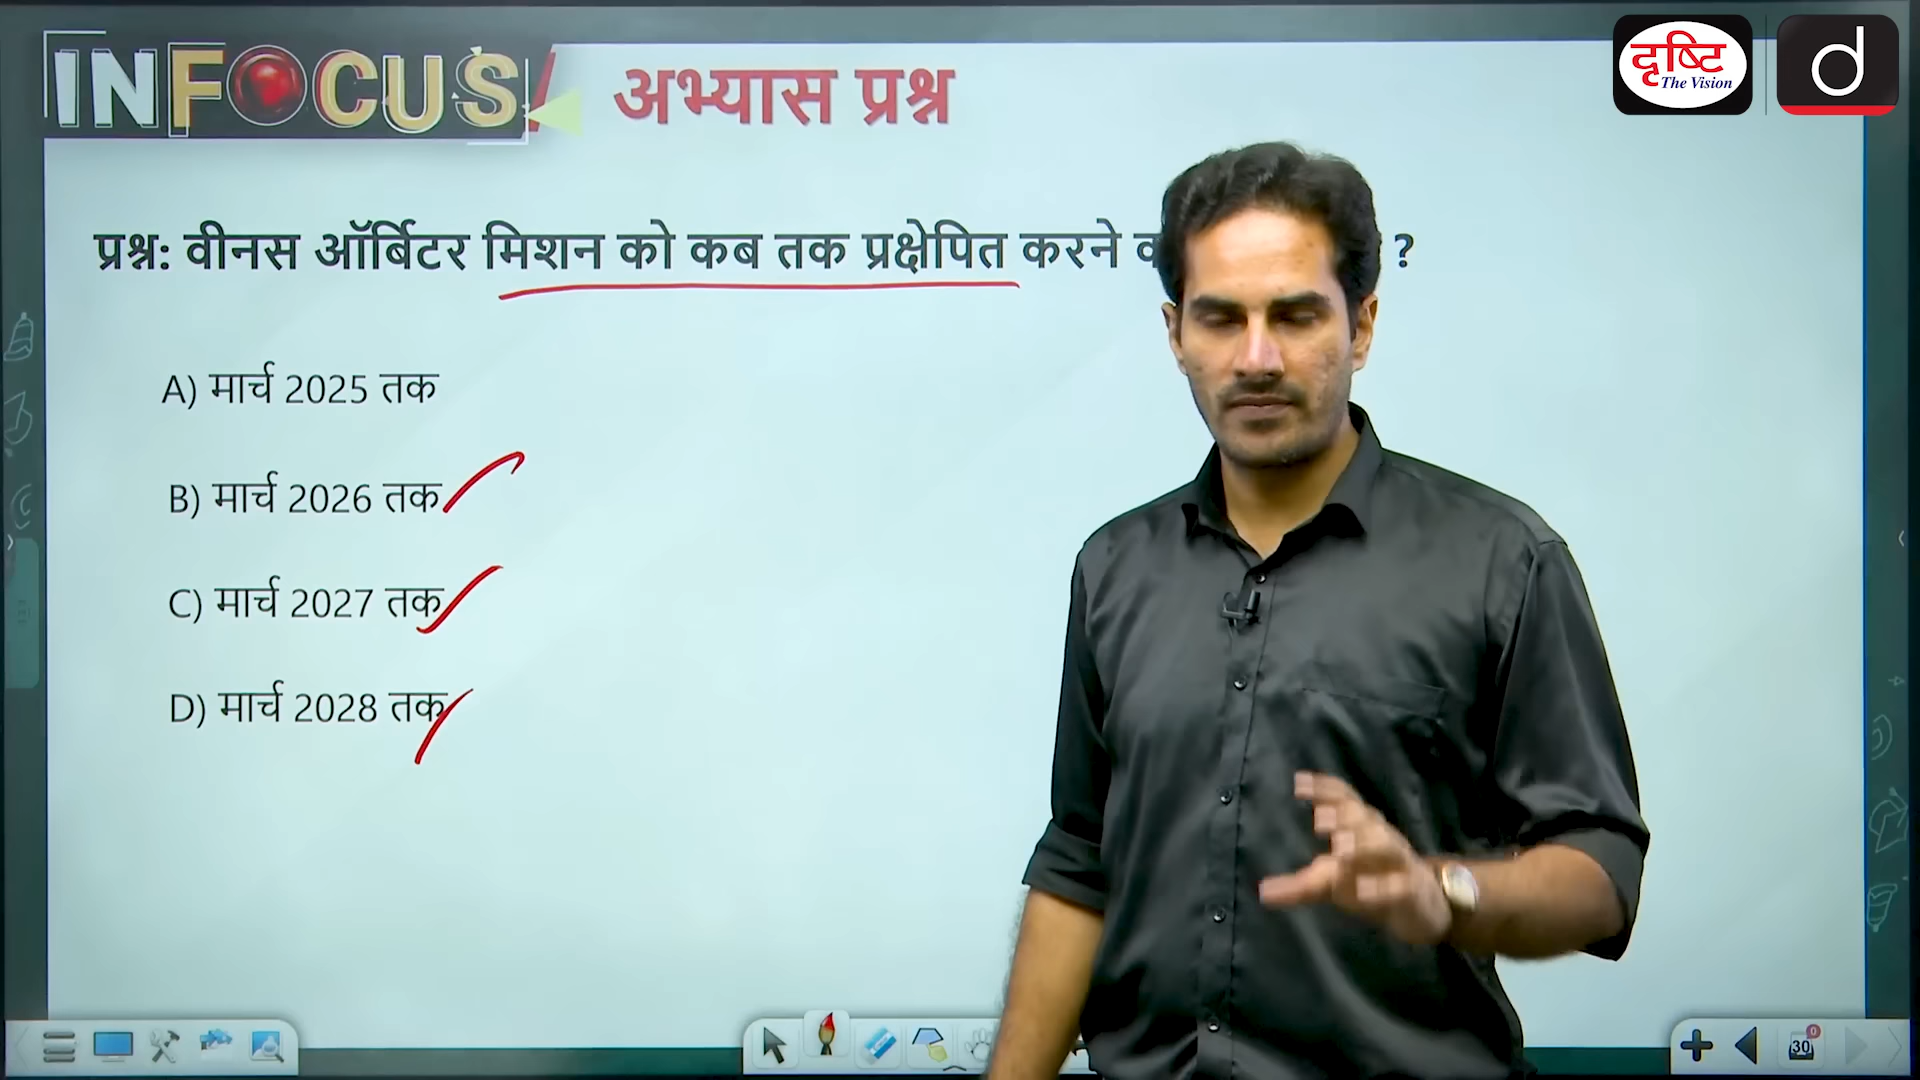 INFOCUS
अभ्यास प्रश्न
दृष्टि
The Vision
d
प्रश्न: वीनस ऑर्बिटर मिशन को कब तक प्रक्षेपित करने ?
A) मार्च 2025 तक
B) मार्च 2026 तक
C) मार्च 2027 तक
D) मार्च 2028 तक
30
0